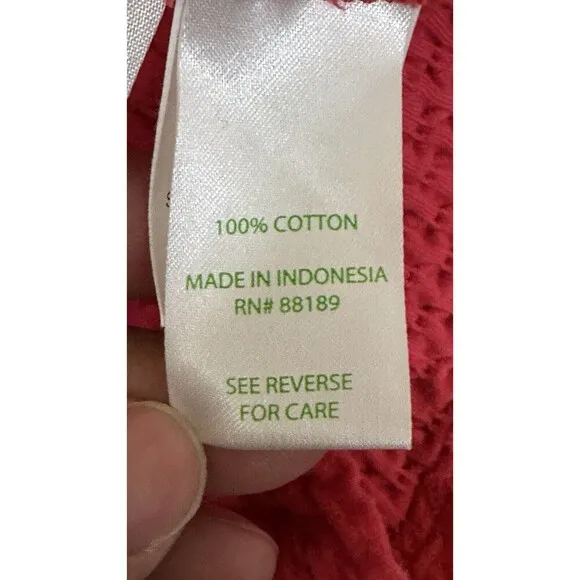 100% COTTON
MADE IN INDONESIA
RN# 88189
SEE REVERSE
FOR CARE